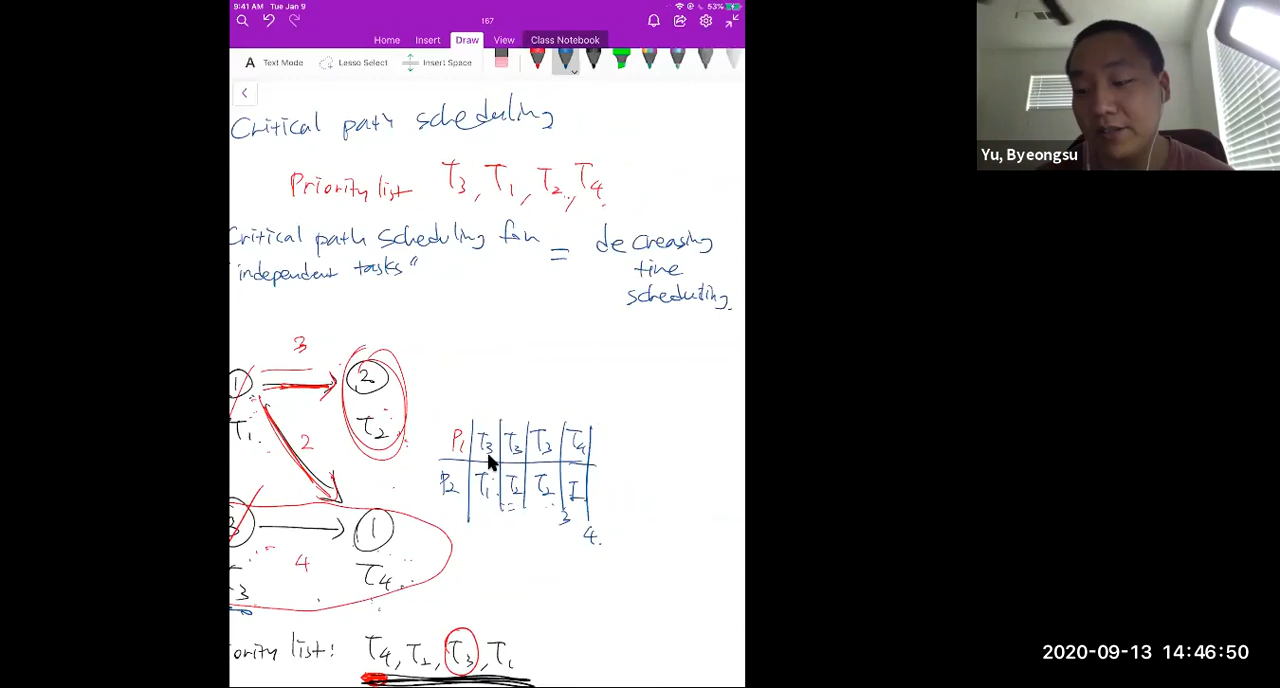 9:41 AM Tue Jan 9
53%
167
Home Insert Draw View Class Notebook
A Text Mode Lasso Select Insert Space
Critical path scheduling
Priority list T3, T1, T2, T4.
Critical path scheduling for = decreasing
"independent tasks" time
scheduling.
3
1 2
T1 T2
2
P1 T3 T3 T3 T4
P2 T1 T2 T2 I
3
4.
3 1
4
T4
3
ority list: T4, T2, T3, T1
Yu, Byeongsu
2020-09-13 14:46:50